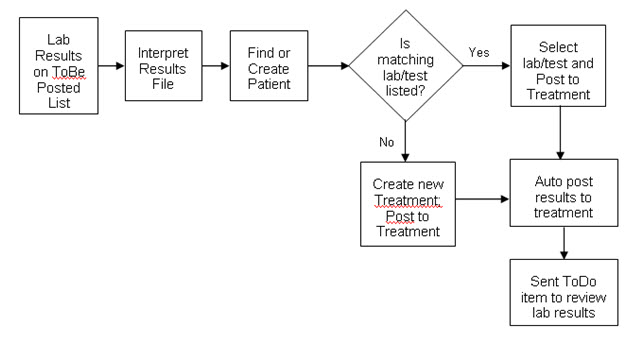 Lab
Results
on ToBe
Posted
List
Interpret
Results
File
Find or
Create
Patient
Is
matching
lab/test
listed?
Yes
Select
lab/test and
Post to
Treatment
No
Create new
Treatment;
Post to
Treatment
Auto post
results to
treatment
Sent ToDo
item to review
lab results